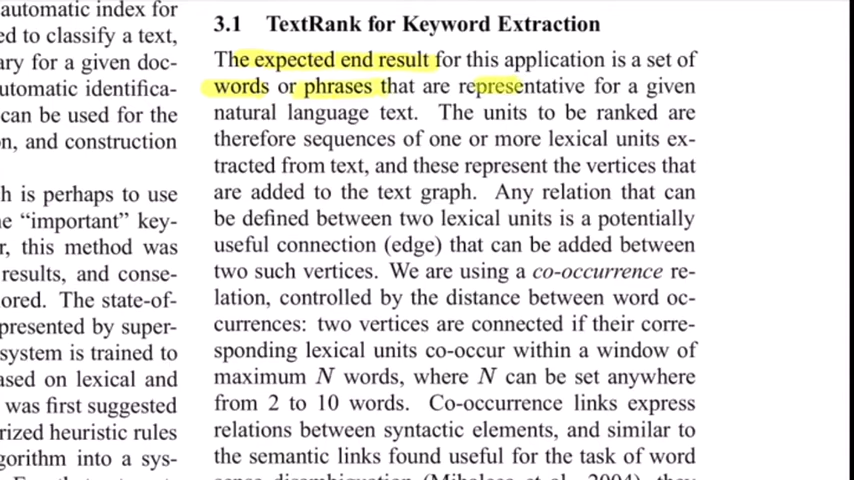 automatic index for
ed to classify a text,
ary for a given doc-
utomatic identifica-
can be used for the
n, and construction
h is perhaps to use
e “important” key-
r, this method was
results, and conse-
ored. The state-of-
presented by super-
system is trained to
ased on lexical and
was first suggested
rized heuristic rules
gorithm into a sys-
3.1 TextRank for Keyword Extraction
The expected end result for this application is a set of
words or phrases that are representative for a given
natural language text. The units to be ranked are
therefore sequences of one or more lexical units ex-
tracted from text, and these represent the vertices that
are added to the text graph. Any relation that can
be defined between two lexical units is a potentially
useful connection (edge) that can be added between
two such vertices. We are using a co-occurrence re-
lation, controlled by the distance between word oc-
currences: two vertices are connected if their corre-
sponding lexical units co-occur within a window of
maximum N words, where N can be set anywhere
from 2 to 10 words. Co-occurrence links express
relations between syntactic elements, and similar to
the semantic links found useful for the task of word
sense disambiguation (Mihalcea et al., 2004), they